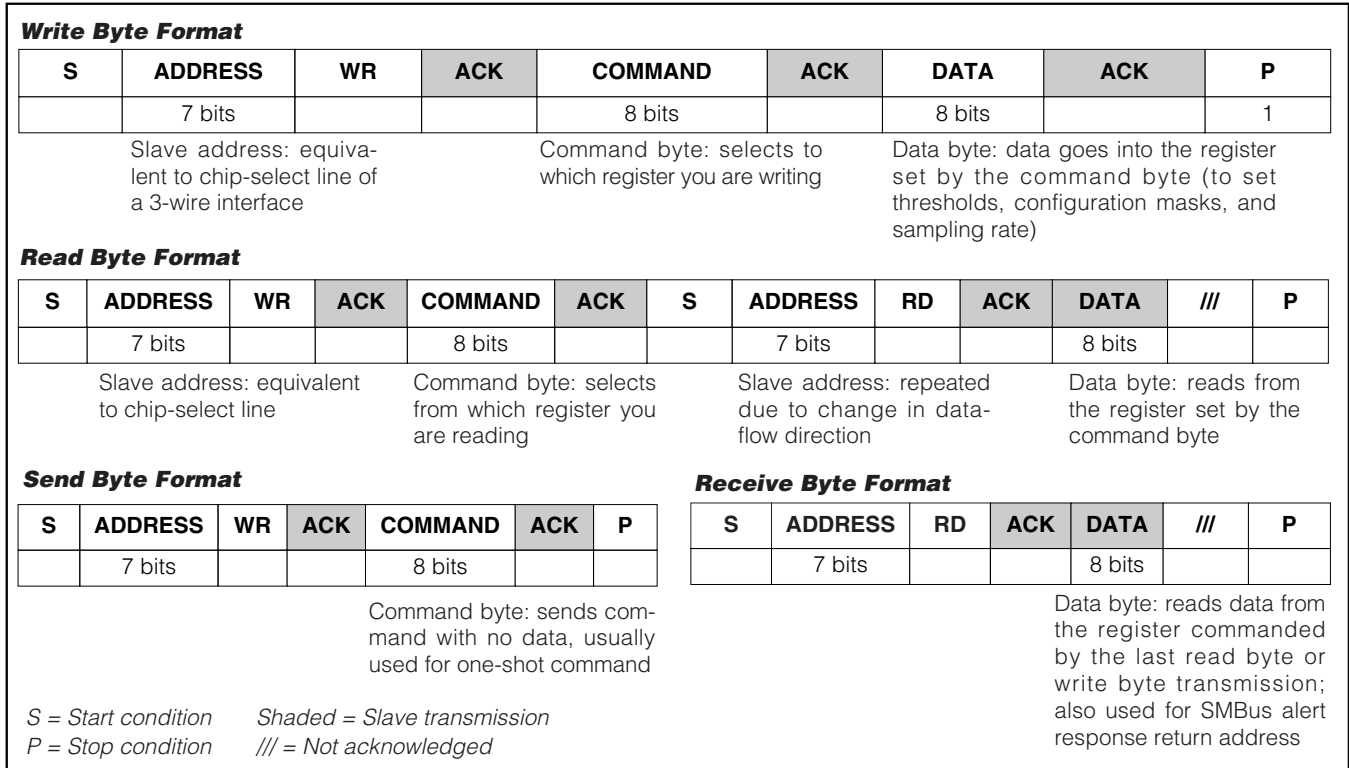 Write Byte Format
S ADDRESS WR ACK COMMAND ACK DATA ACK P
7 bits 8 bits 8 bits 1
Slave address: equiva-
lent to chip-select line of
a 3-wire interface
Command byte: selects to
which register you are writing
Data byte: data goes into the register
set by the command byte (to set
thresholds, configuration masks, and
sampling rate)
Read Byte Format
S ADDRESS WR ACK COMMAND ACK S ADDRESS RD ACK DATA /// P
7 bits 8 bits 7 bits 8 bits
Slave address: equivalent
to chip-select line
Command byte: selects
from which register you
are reading
Slave address: repeated
due to change in data-
flow direction
Data byte: reads from
the register set by the
command byte
Send Byte Format
S ADDRESS WR ACK COMMAND ACK P
7 bits 8 bits
Command byte: sends com-
mand with no data, usually
used for one-shot command
Receive Byte Format
S ADDRESS RD ACK DATA /// P
7 bits 8 bits
Data byte: reads data from
the register commanded
by the last read byte or
write byte transmission;
also used for SMBus alert
response return address
S = Start condition Shaded = Slave transmission
P = Stop condition /// = Not acknowledged